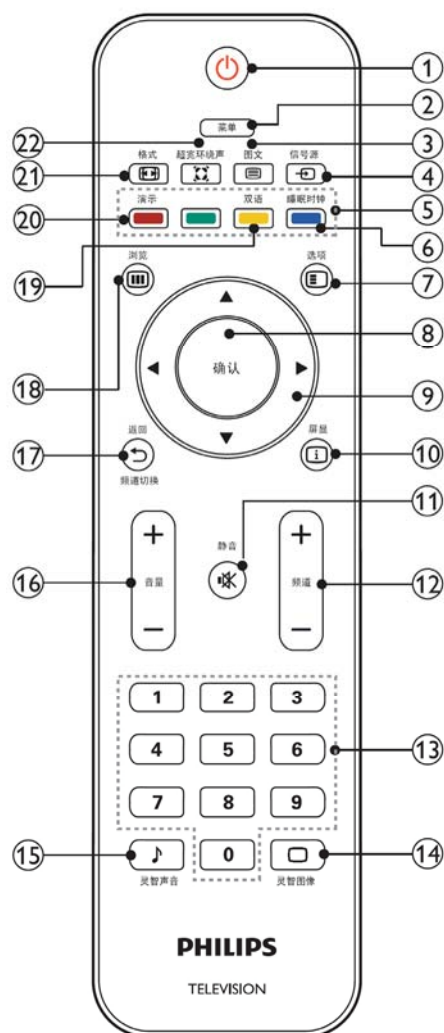 1
菜单
2
22
3
格式 超宽环绕声 图文 信号源
21
4
演示 双语 睡眠时钟
5
20
6
19
浏览 选项
7
18
8
确认
9
返回 屏显
17
i
10
频道切换
11
静音
+ +
16
音量 频道
12
- -
1 2 3
4 5 6
13
7 8 9
15
0
14
灵智声音 灵智图像
PHILIPS
TELEVISION